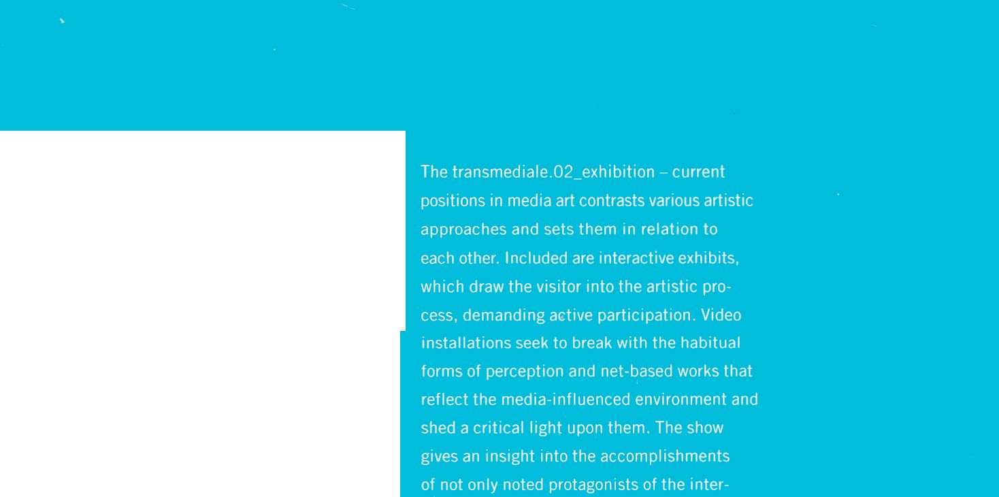 The transmediale.02_exhibition – current
positions in media art contrasts various artistic
approaches and sets them in relation to
each other. Included are interactive exhibits,
which draw the visitor into the artistic pro-
cess, demanding active participation. Video
installations seek to break with the habitual
forms of perception and net-based works that
reflect the media-influenced environment and
shed a critical light upon them. The show
gives an insight into the accomplishments
of not only noted protagonists of the inter-